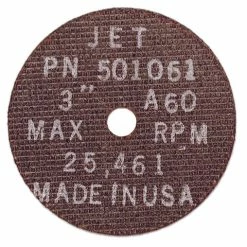 JET
PN 501061
3" A60
MAX RPM
25,461
MADE IN USA